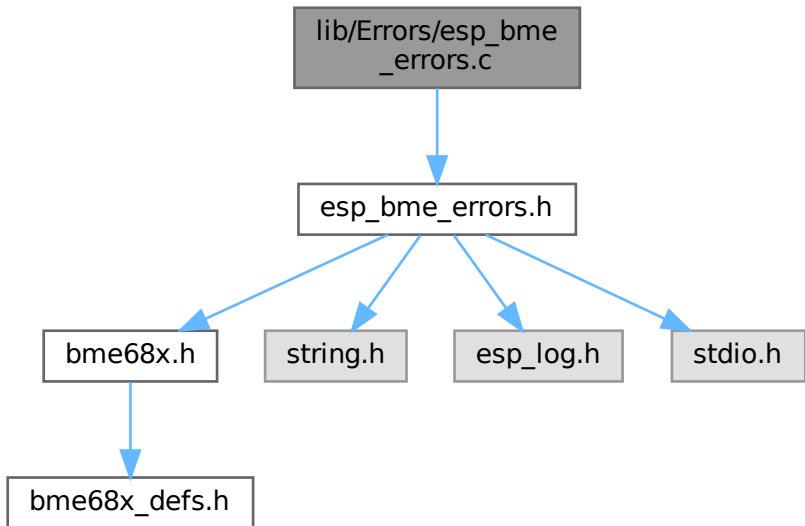 lib/Errors/esp_bme
_errors.c
esp_bme_errors.h
bme68x.h
string.h
esp_log.h
stdio.h
bme68x_defs.h